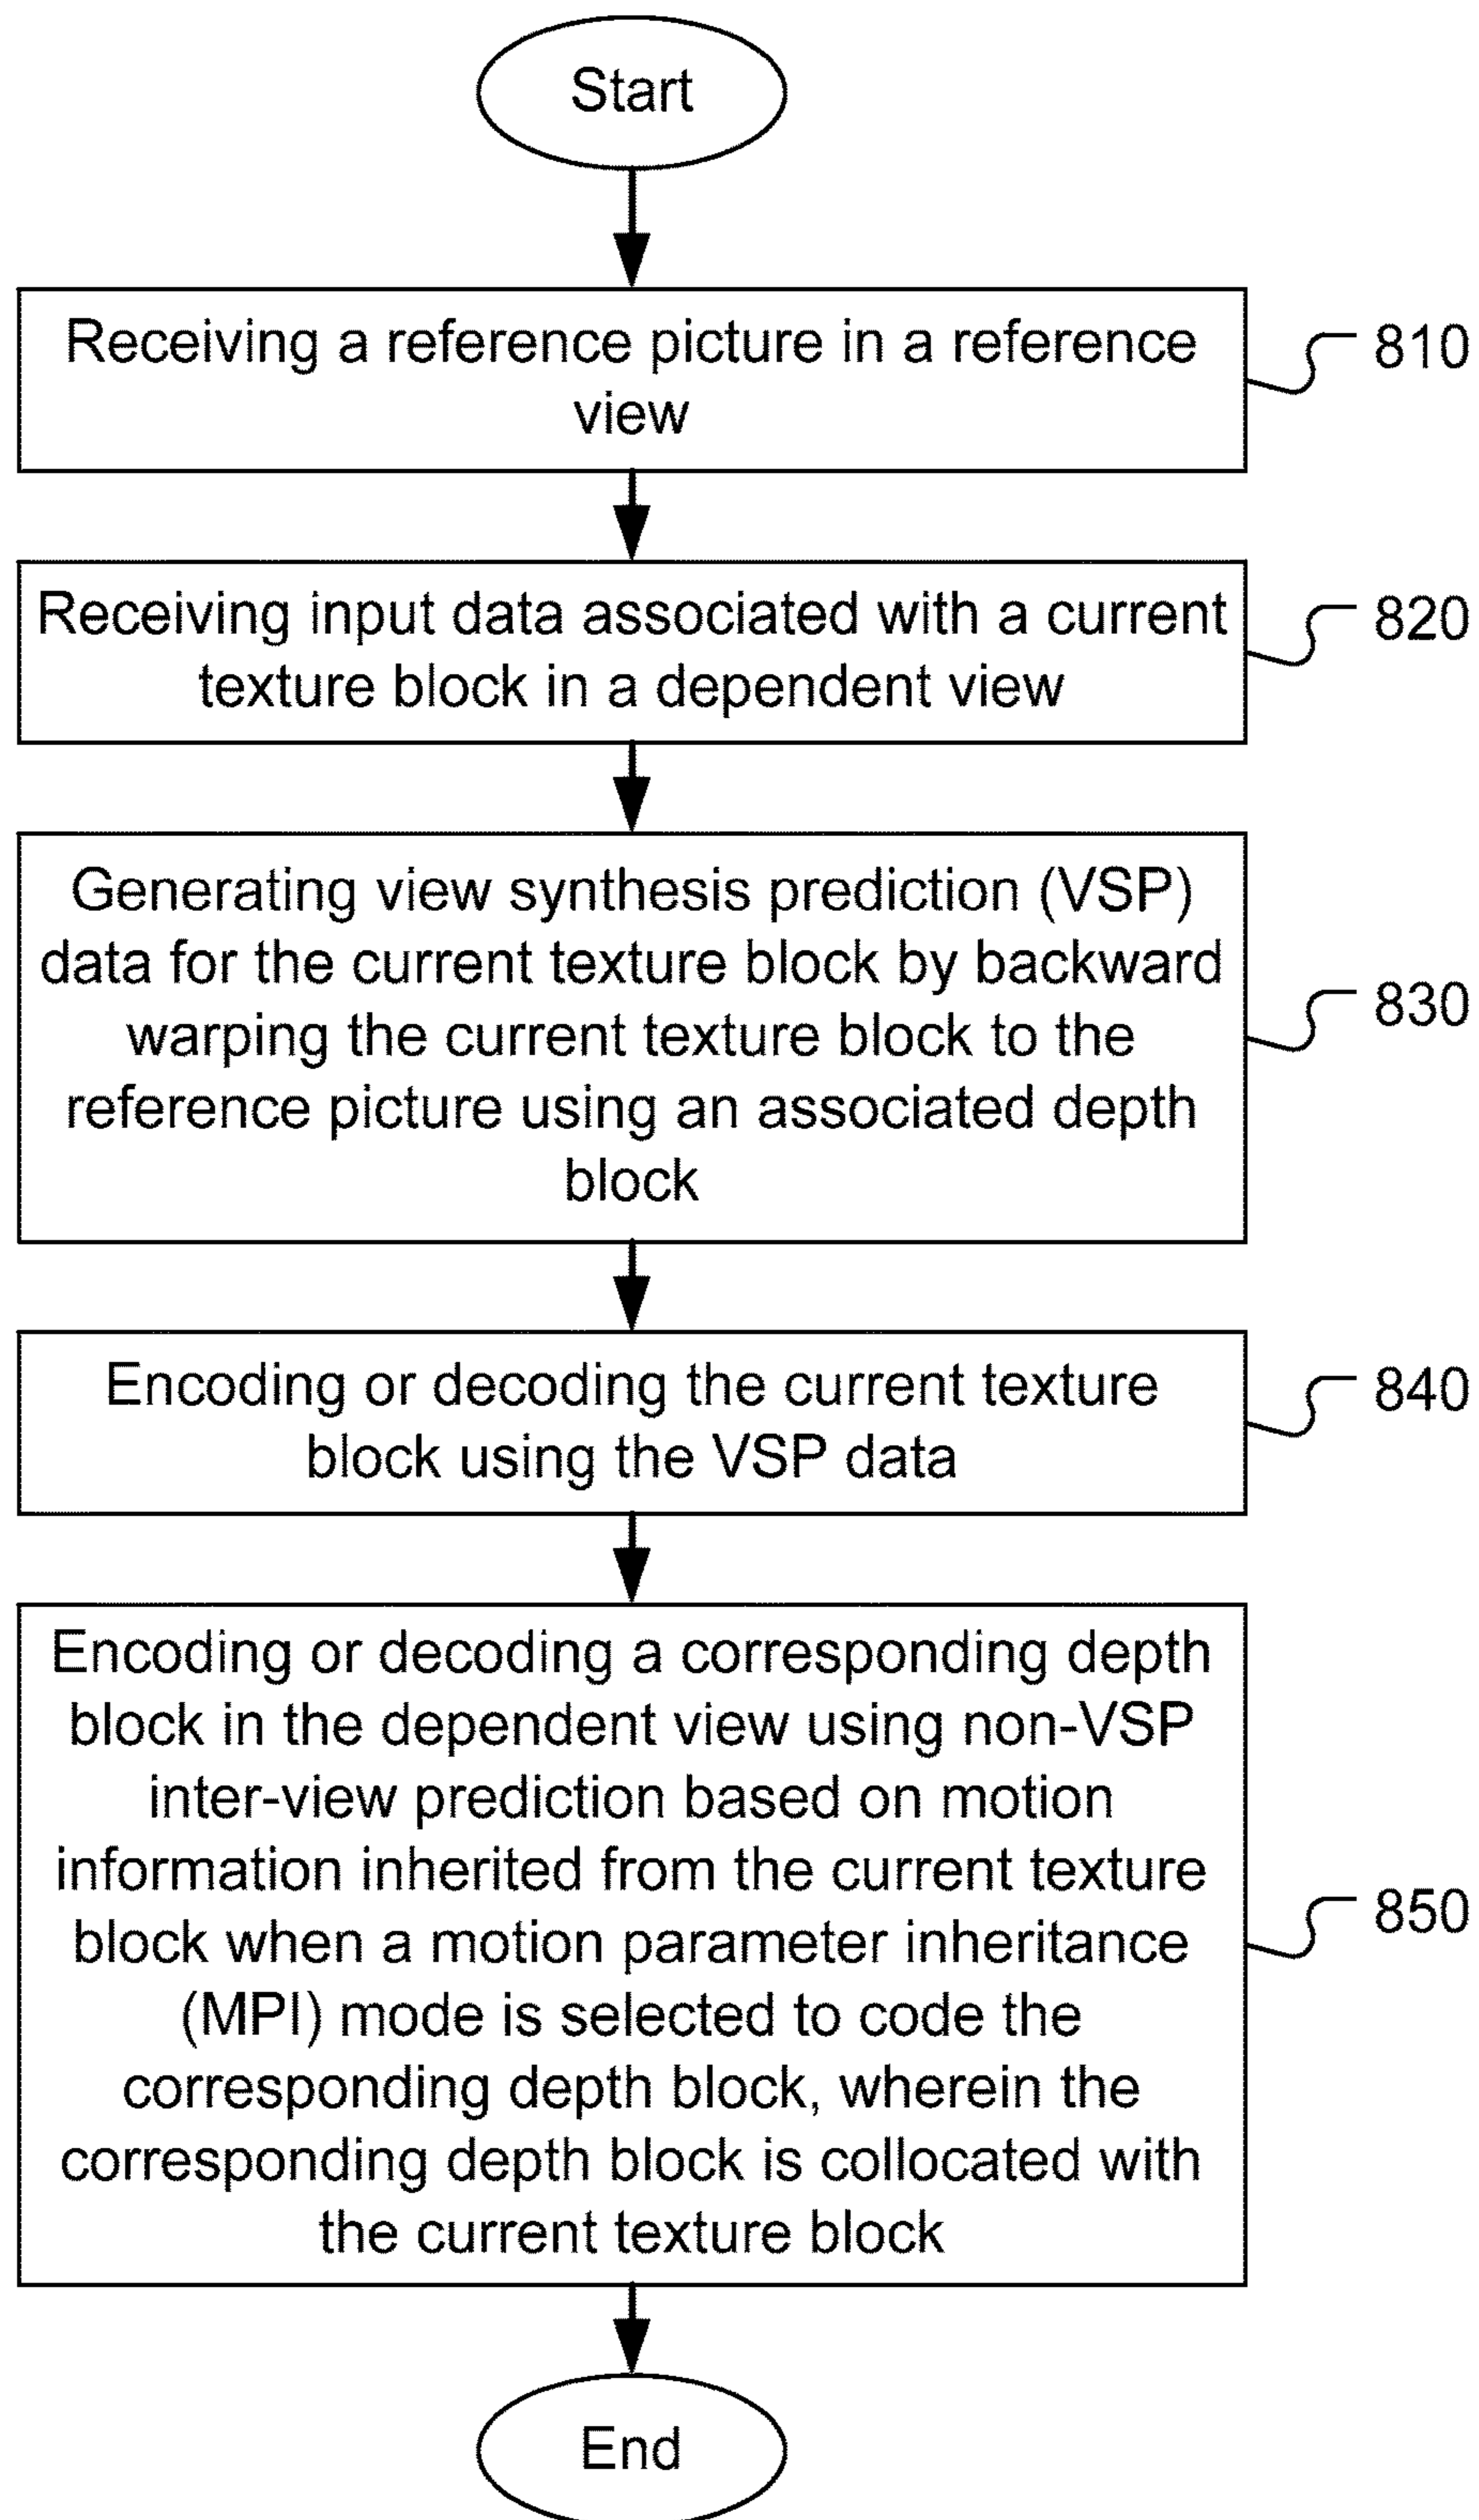 Start
Receiving a reference picture in a reference
view
810
Receiving input data associated with a current
texture block in a dependent view
820
Generating view synthesis prediction (VSP)
data for the current texture block by backward
warping the current texture block to the
reference picture using an associated depth
block
830
Encoding or decoding the current texture
block using the VSP data
840
Encoding or decoding a corresponding depth
block in the dependent view using non-VSP
inter-view prediction based on motion
information inherited from the current texture
block when a motion parameter inheritance
(MPI) mode is selected to code the
corresponding depth block, wherein the
corresponding depth block is collocated with
the current texture block
850
End